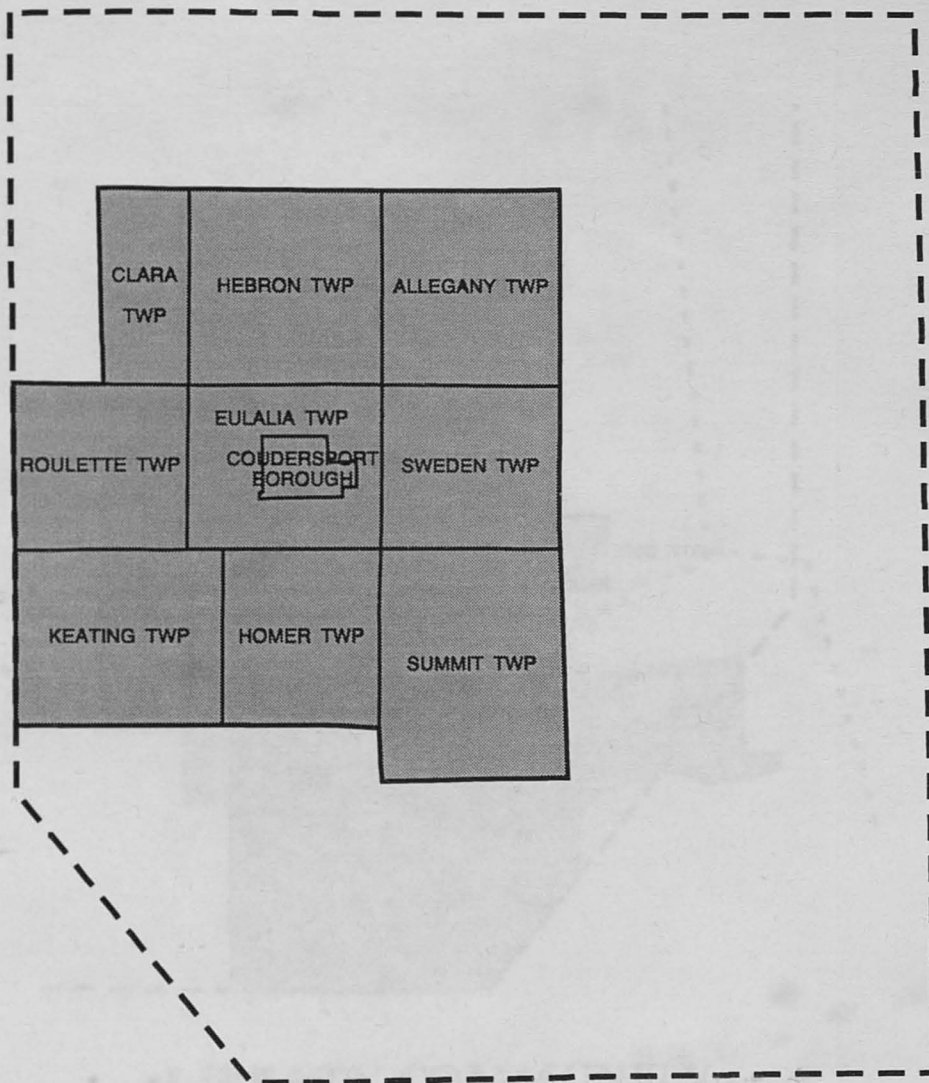 CLARA
TWP
HEBRON TWP
ALLEGANY TWP
EULALIA TWP
ROULETTE TWP
COUDERSPORT
BOROUGH
SWEDEN TWP
KEATING TWP
HOMER TWP
SUMMIT TWP